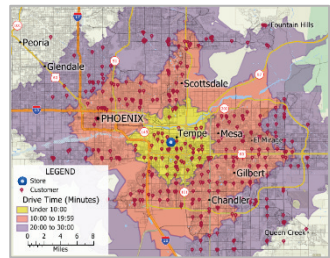 Fountain Hills
Peoria
Glendale
Scottsdale
PHOENIX
Tempe
Mesa
El Mirage
Gilbert
Chandler
Queen Creek
LEGEND
Store
Customer
Drive Time (Minutes)
Under 10:00
10:00 to 19:59
20:00 to 30:00
0 2 4 6 8
Miles